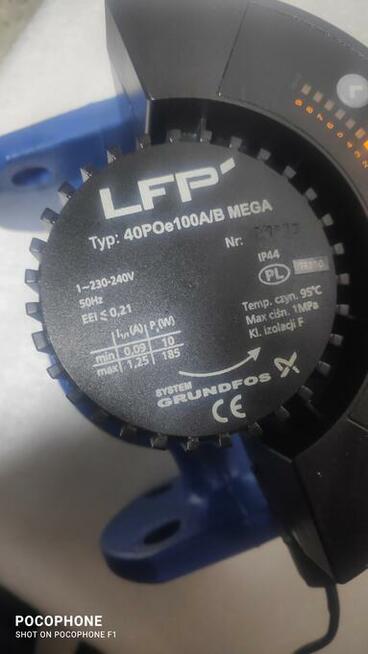 LFP
Typ: 40POe100A/B MEGA
Nr:
IP44
PL
1~230-240V
50Hz
EEI ≤ 0,21
Temp. czyn. 95°C
Max ciśn. 1MPa
Kl. izolacji F
I1/1(A) P1(W)
min 0,09 10
max 1,25 185
SYSTEM
GRUNDFOS
CE
POCOPHONE
SHOT ON POCOPHONE F1